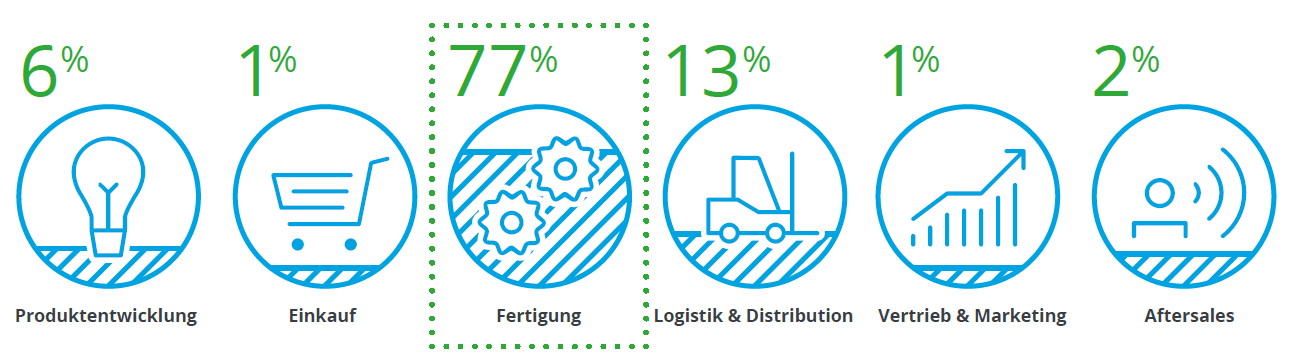 6% 1% 77% 13% 1% 2%
Produktentwicklung Einkauf Fertigung Logistik & Distribution Vertrieb & Marketing Aftersales